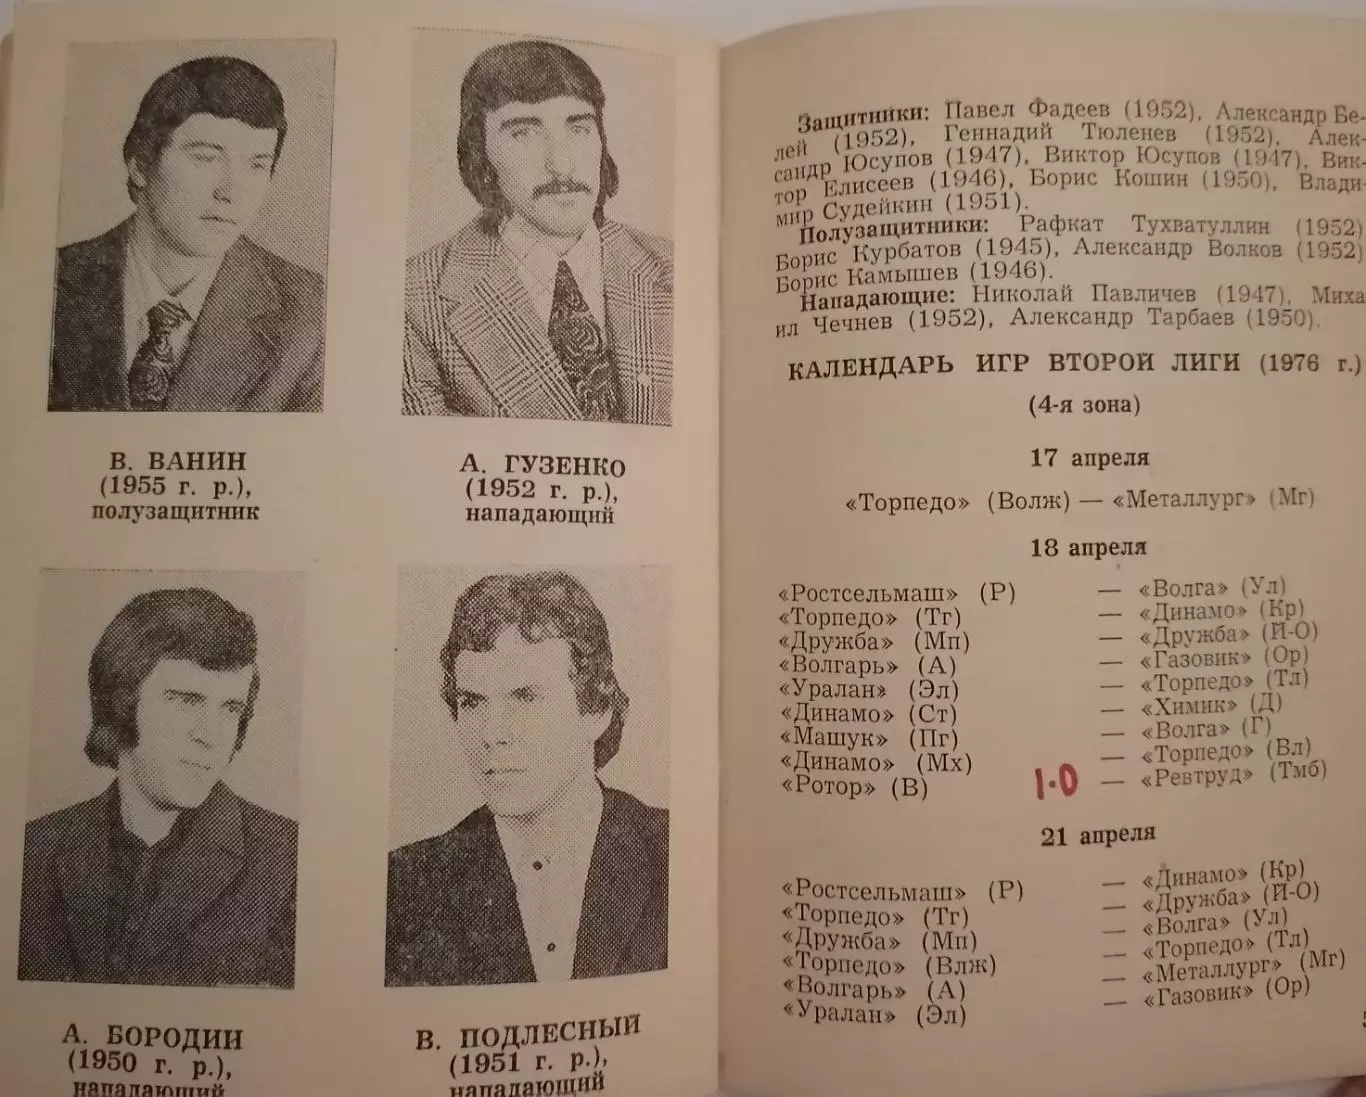 В. ВАНИН
(1955 г. р.),
полузащитник
А. ГУЗЕНКО
(1952 г. р.),
нападающий
А. БОРОДИН
(1950 г. р.),
нападающий
В. ПОДЛЕСНЫЙ
(1951 г. р.),
нападающий
Защитники: Павел Фадеев (1952), Александр Бе-
лей (1952), Геннадий Тюленев (1952), Алек-
сандр Юсупов (1947), Виктор Юсупов (1947), Вик-
тор Елисеев (1946), Борис Кошин (1950), Влади-
мир Судейкин (1951).
Полузащитники: Рафкат Тухватуллин (1952)
Борис Курбатов (1945), Александр Волков (1952)
Борис Камышев (1946).
Нападающие: Николай Павличев (1947), Миха
ил Чечнев (1952), Александр Тарбаев (1950).
КАЛЕНДАРЬ ИГР ВТОРОЙ ЛИГИ (1976 г.)
(4-я зона)
17 апреля
«Торпедо» (Волж) — «Металлург» (Мг)
18 апреля
«Ростсельмаш» (Р) — «Волга» (Ул)
«Торпедо» (Тг) — «Динамо» (Кр)
«Дружба» (Мп) — «Дружба» (Й-О)
«Волгарь» (А) — «Газовик» (Ор)
«Уралан» (Эл) — «Торпедо» (Тл)
«Динамо» (Ст) — «Химик» (Д)
«Машук» (Пг) — «Волга» (Г)
«Динамо» (Мх) — «Торпедо» (Вл)
«Ротор» (В) 1·0 — «Ревтруд» (Тмб)
21 апреля
«Ростсельмаш» (Р) — «Динамо» (Кр)
«Торпедо» (Тг) — «Дружба» (Й-О)
«Дружба» (Мп) — «Волга» (Ул)
«Торпедо» (Влж) — «Торпедо» (Тл)
«Волгарь» (А) — «Металлург» (Мг)
«Уралан» (Эл) — «Газовик» (Ор)